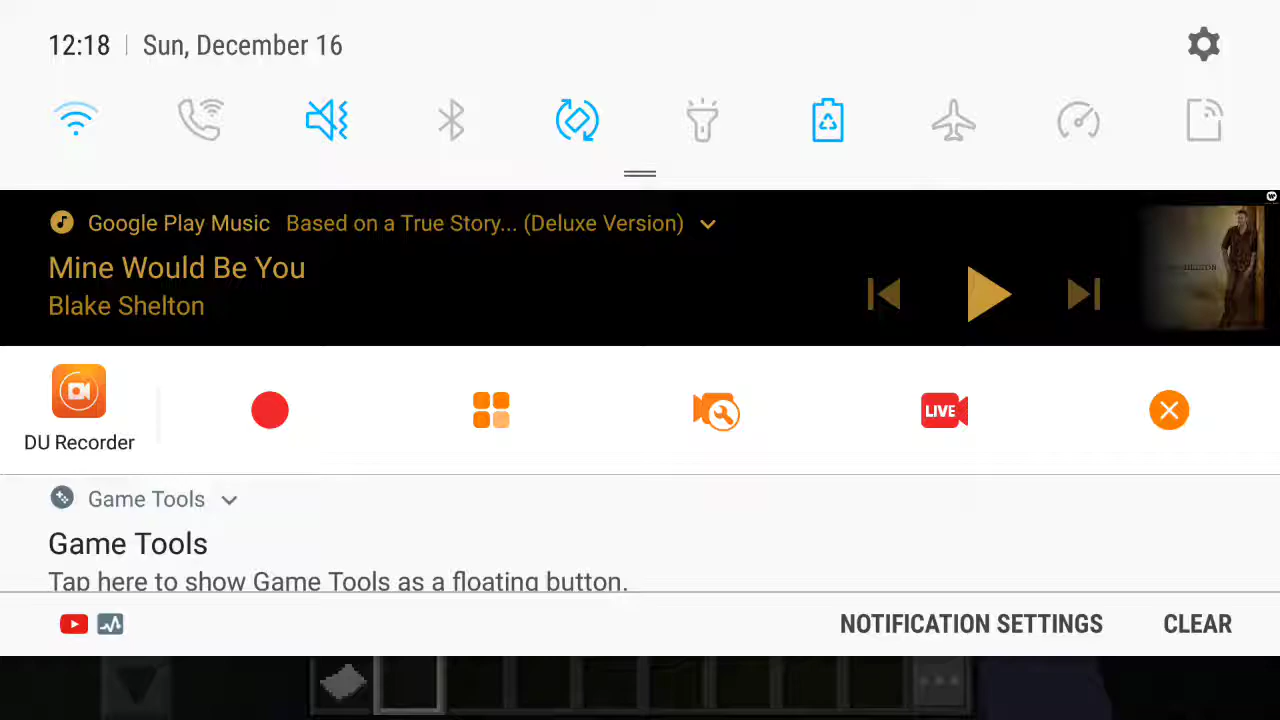 12:18 | Sun, December 16
Google Play Music Based on a True Story... (Deluxe Version)
Mine Would Be You
Blake Shelton
SHELTON
LIVE
DU Recorder
Game Tools
Game Tools
Tap here to show Game Tools as a floating button.
NOTIFICATION SETTINGS CLEAR